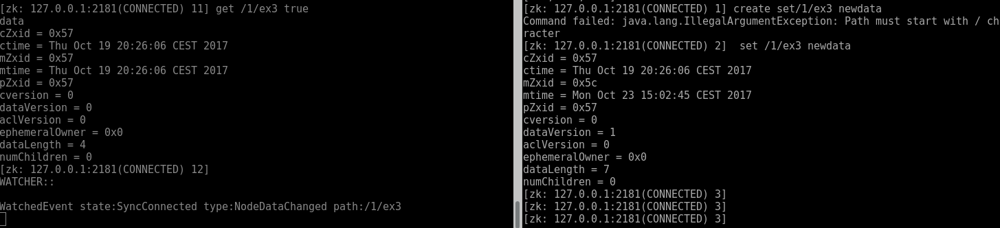 [zk: 127.0.0.1:2181(CONNECTED) 11] get /1/ex3 true
data
cZxid = 0x57
ctime = Thu Oct 19 20:26:06 CEST 2017
mZxid = 0x57
mtime = Thu Oct 19 20:26:06 CEST 2017
pZxid = 0x57
cversion = 0
dataVersion = 0
aclVersion = 0
ephemeralOwner = 0x0
dataLength = 4
numChildren = 0
[zk: 127.0.0.1:2181(CONNECTED) 12]
WATCHER::
WatchedEvent state:SyncConnected type:NodeDataChanged path:/1/ex3
[zk: 127.0.0.1:2181(CONNECTED) 1] create set/1/ex3 newdata
Command failed: java.lang.IllegalArgumentException: Path must start with / ch
racter
[zk: 127.0.0.1:2181(CONNECTED) 2]  set /1/ex3 newdata
cZxid = 0x57
ctime = Thu Oct 19 20:26:06 CEST 2017
mZxid = 0x5c
mtime = Mon Oct 23 15:02:45 CEST 2017
pZxid = 0x57
cversion = 0
dataVersion = 1
aclVersion = 0
ephemeralOwner = 0x0
dataLength = 7
numChildren = 0
[zk: 127.0.0.1:2181(CONNECTED) 3]
[zk: 127.0.0.1:2181(CONNECTED) 3]
[zk: 127.0.0.1:2181(CONNECTED) 3]